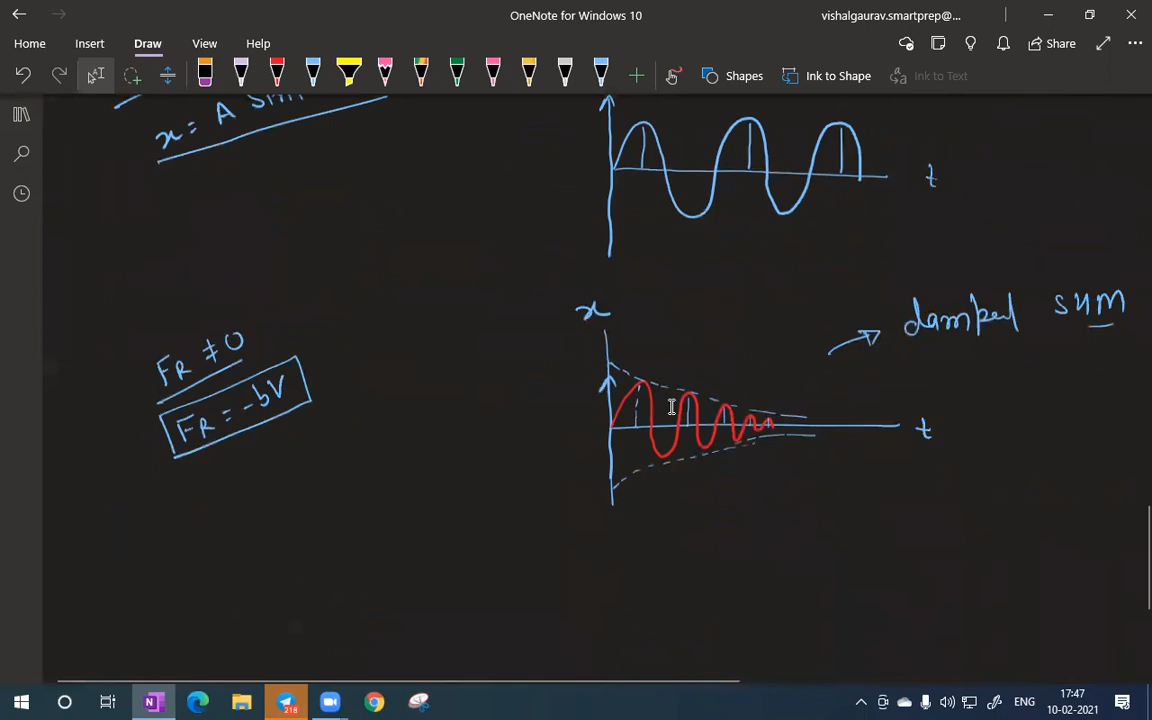 OneNote for Windows 10
vishalgaurav.smartprep@...
Home Insert Draw View Help
Share
Shapes
Ink to Shape
Ink to Text
x = A sin
t
x
damped SHM
FR ≠ 0
FR = -bV
t
218
ENG
17:47
10-02-2021